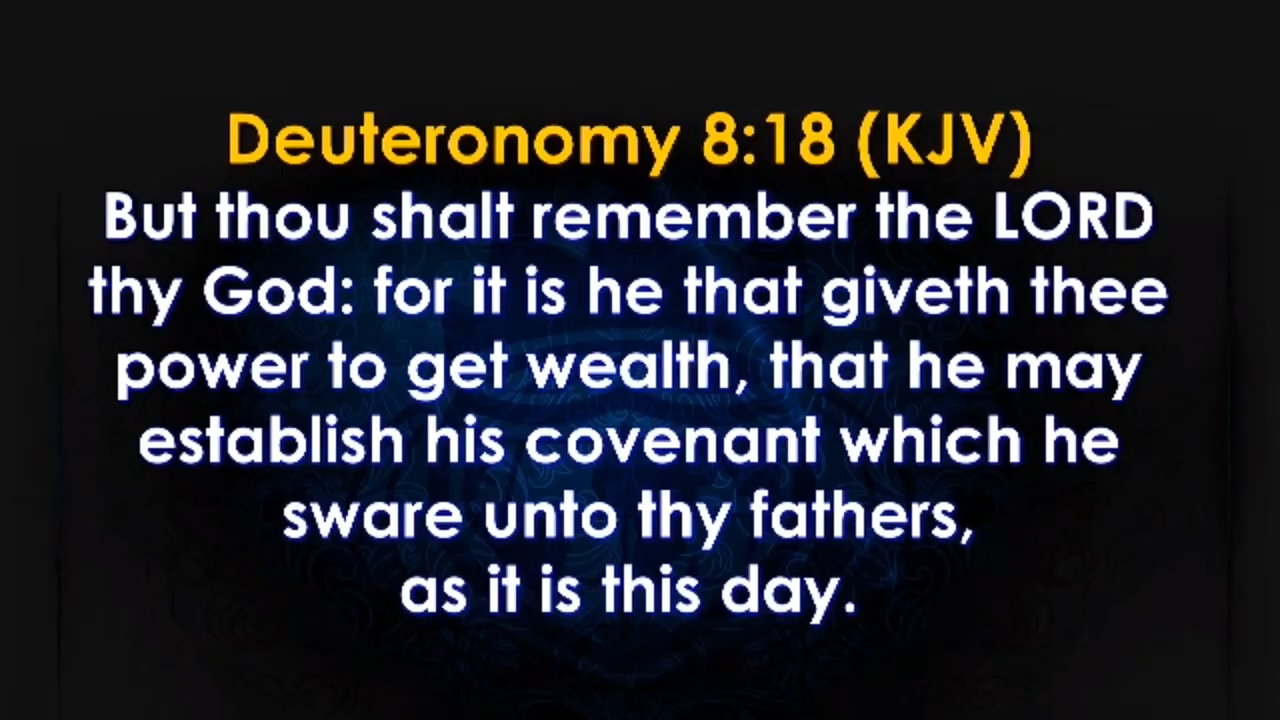 Deuteronomy 8:18 (KJV)
But thou shalt remember the LORD
thy God: for it is he that giveth thee
power to get wealth, that he may
establish his covenant which he
sware unto thy fathers,
as it is this day.